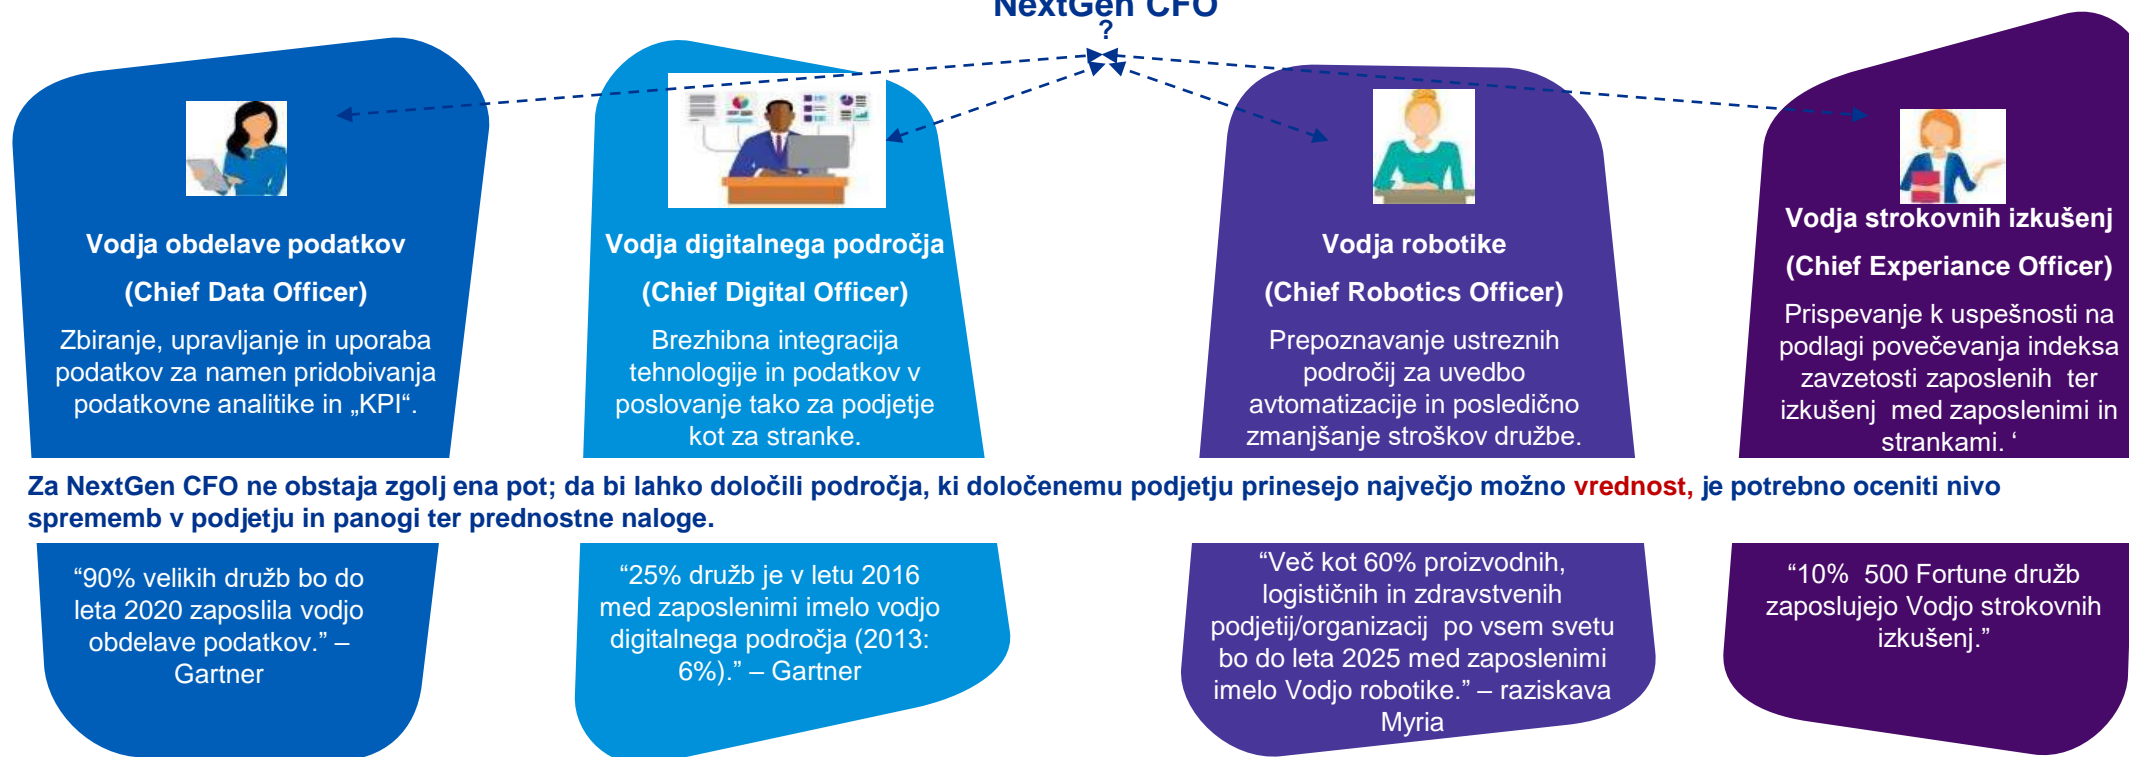 NextGen CFO
?
Vodja obdelave podatkov
(Chief Data Officer)
Zbiranje, upravljanje in uporaba
podatkov za namen pridobivanja
podatkovne analitike in „KPI“.
Vodja digitalnega področja
(Chief Digital Officer)
Brezhibna integracija
tehnologije in podatkov v
poslovanje tako za podjetje
kot za stranke.
Vodja robotike
(Chief Robotics Officer)
Prepoznavanje ustreznih
področij za uvedbo
avtomatizacije in posledično
zmanjšanje stroškov družbe.
Vodja strokovnih izkušenj
(Chief Experiance Officer)
Prispevanje k uspešnosti na
podlagi povečevanja indeksa
zavzetosti zaposlenih  ter
izkušenj  med zaposlenimi in
strankami. ‘
Za NextGen CFO ne obstaja zgolj ena pot; da bi lahko določili področja, ki določenemu podjetju prinesejo največjo možno vrednost, je potrebno oceniti nivo
sprememb v podjetju in panogi ter prednostne naloge.
“90% velikih družb bo do
leta 2020 zaposlila vodjo
obdelave podatkov.” –
Gartner
“25% družb je v letu 2016
med zaposlenimi imelo vodjo
digitalnega področja (2013:
6%).” – Gartner
“Več kot 60% proizvodnih,
logističnih in zdravstvenih
podjetij/organizacij  po vsem svetu
bo do leta 2025 med zaposlenimi
imelo Vodjo robotike.” – raziskava
Myria
“10%  500 Fortune družb
zaposlujejo Vodjo strokovnih
izkušenj.”